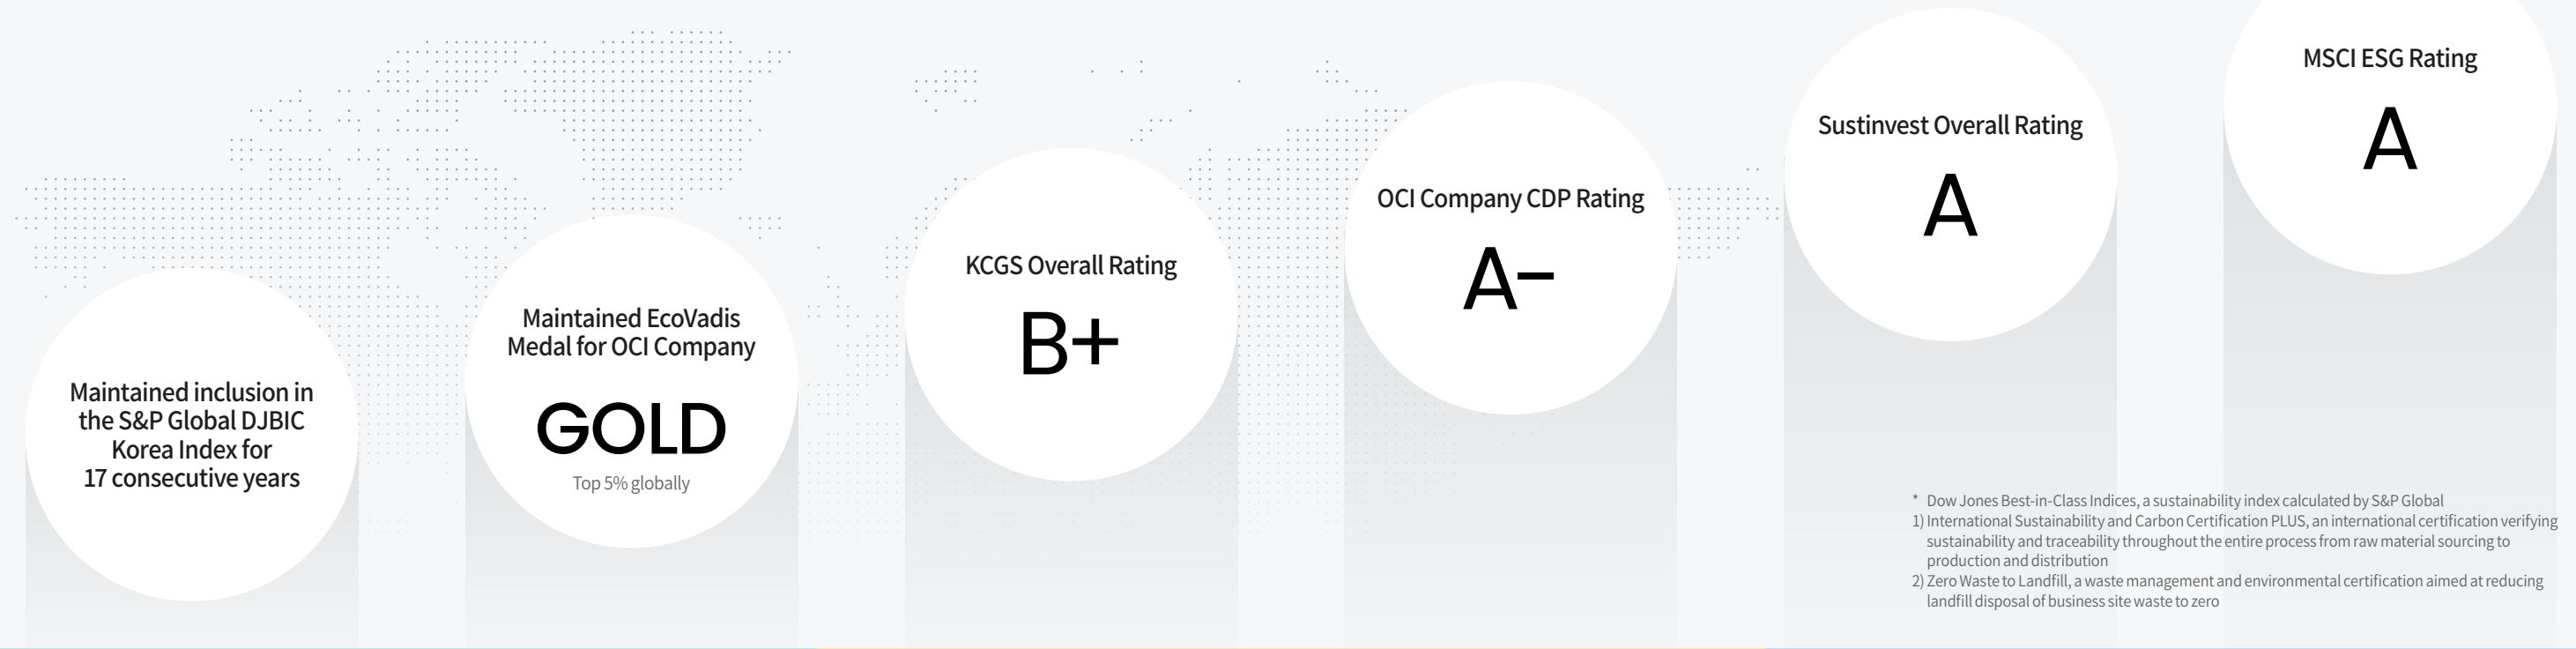 Maintained inclusion in
the S&P Global DJBIC
Korea Index for
17 consecutive years
Maintained EcoVadis
Medal for OCI Company
GOLD
Top 5% globally
KCGS Overall Rating
B+
OCI Company CDP Rating
A−
Sustinvest Overall Rating
A
MSCI ESG Rating
A
* Dow Jones Best-in-Class Indices, a sustainability index calculated by S&P Global
1) International Sustainability and Carbon Certification PLUS, an international certification verifying
sustainability and traceability throughout the entire process from raw material sourcing to
production and distribution
2) Zero Waste to Landfill, a waste management and environmental certification aimed at reducing
landfill disposal of business site waste to zero